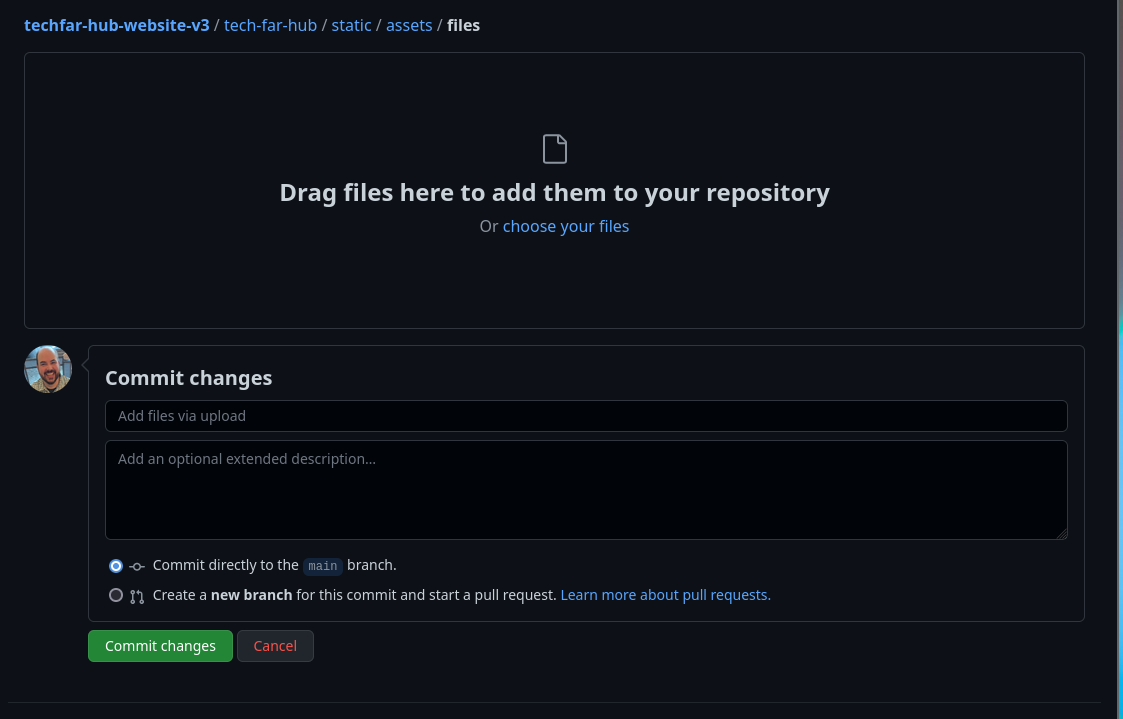 techfar-hub-website-v3 / tech-far-hub / static / assets / files
Drag files here to add them to your repository
Or choose your files
Commit changes
Add files via upload
Add an optional extended description...
Commit directly to the main branch.
Create a new branch for this commit and start a pull request. Learn more about pull requests.
Commit changes Cancel